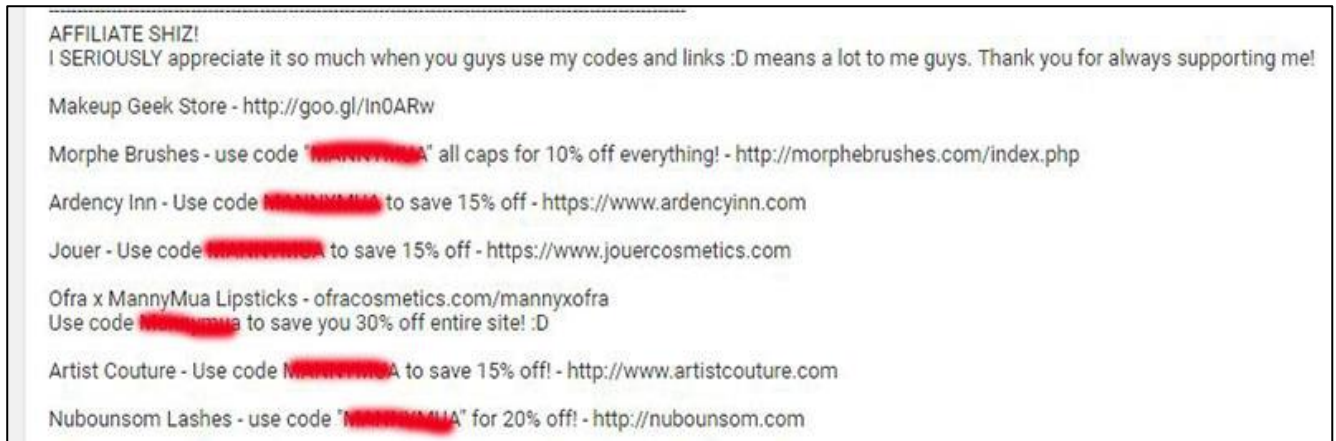 AFFILIATE SHIZ!
I SERIOUSLY appreciate it so much when you guys use my codes and links :D means a lot to me guys. Thank you for always supporting me!
Makeup Geek Store - http://goo.gl/In0ARw
Morphe Brushes - use code "" all caps for 10% off everything! - http://morphebrushes.com/index.php
Ardency Inn - Use code to save 15% off - https://www.ardencyinn.com
Jouer - Use code to save 15% off - https://www.jouercosmetics.com
Ofra x MannyMua Lipsticks - ofracosmetics.com/mannyxofra
Use code to save you 30% off entire site! :D
Artist Couture - Use code to save 15% off! - http://www.artistcouture.com
Nubounsom Lashes - use code "" for 20% off! - http://nubounsom.com